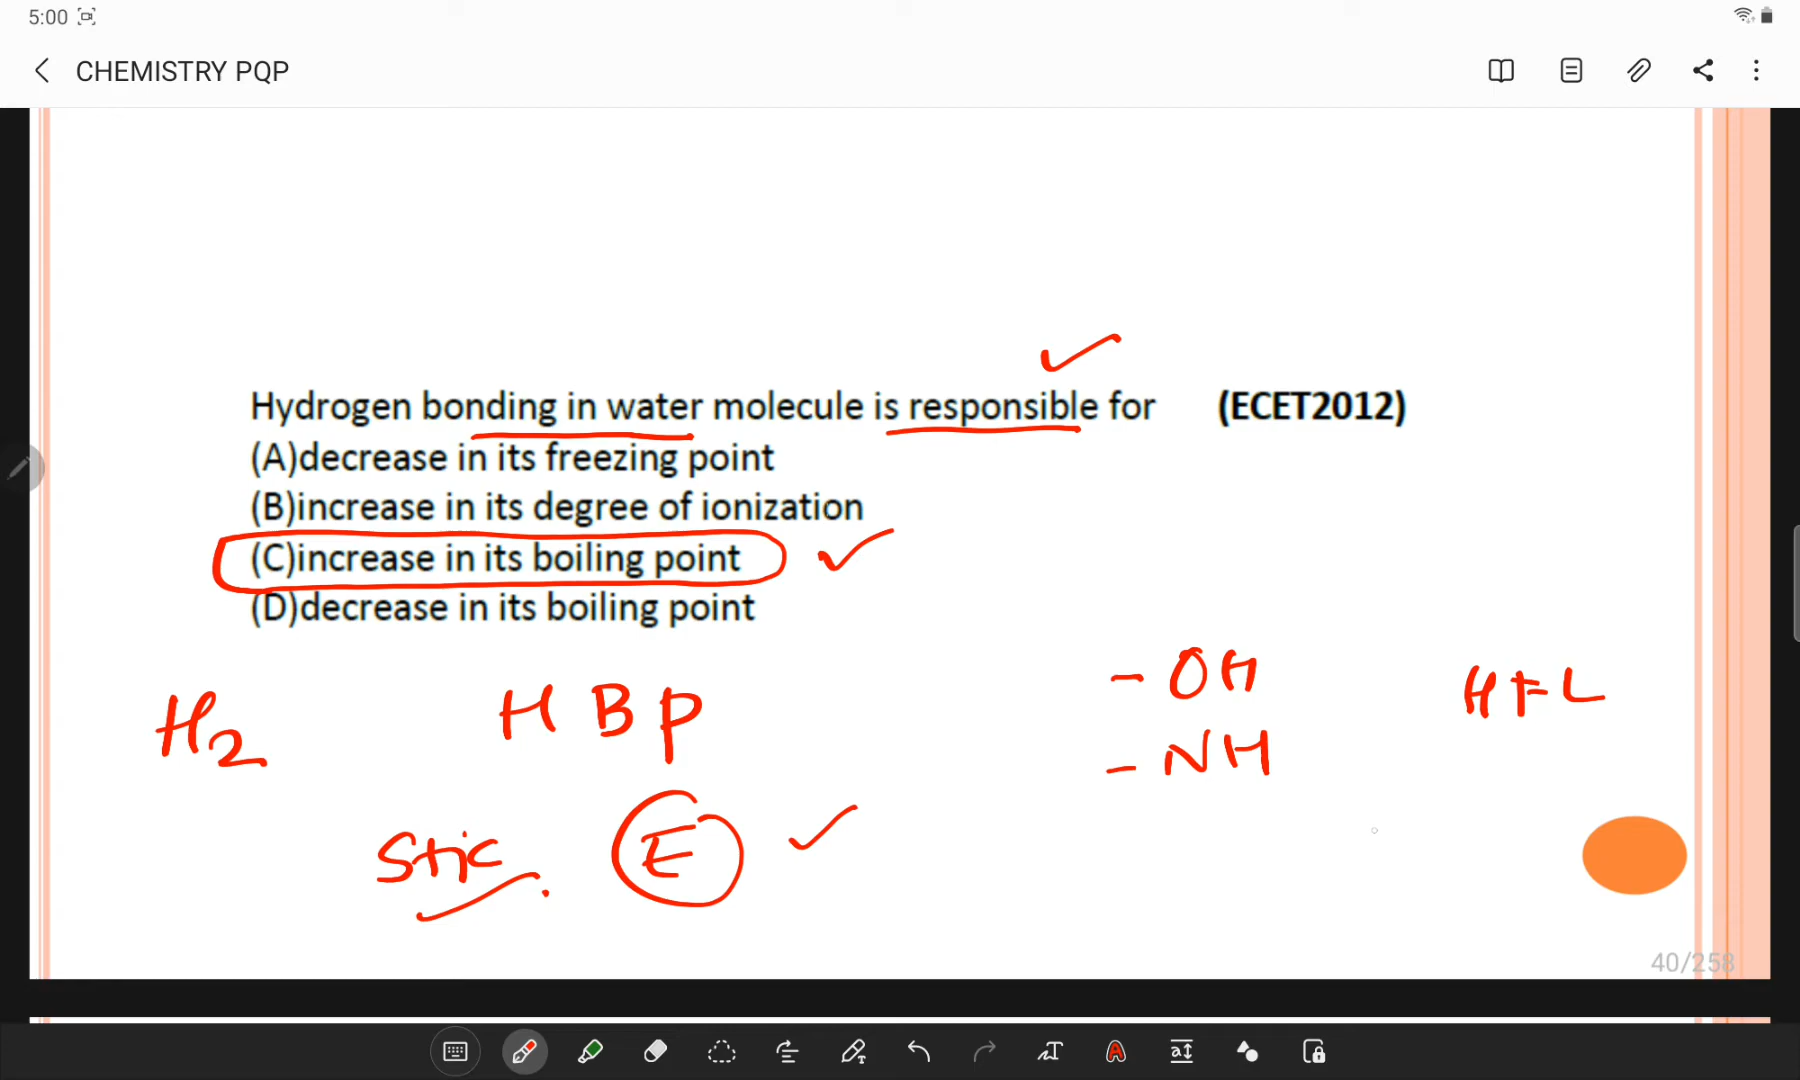 5:00
CHEMISTRY PQP
Hydrogen bonding in water molecule is responsible for (ECET2012)
(A)decrease in its freezing point
(B)increase in its degree of ionization
(C)increase in its boiling point
(D)decrease in its boiling point
H2 HBP - OH HFL
- NH
Stic E
40/258